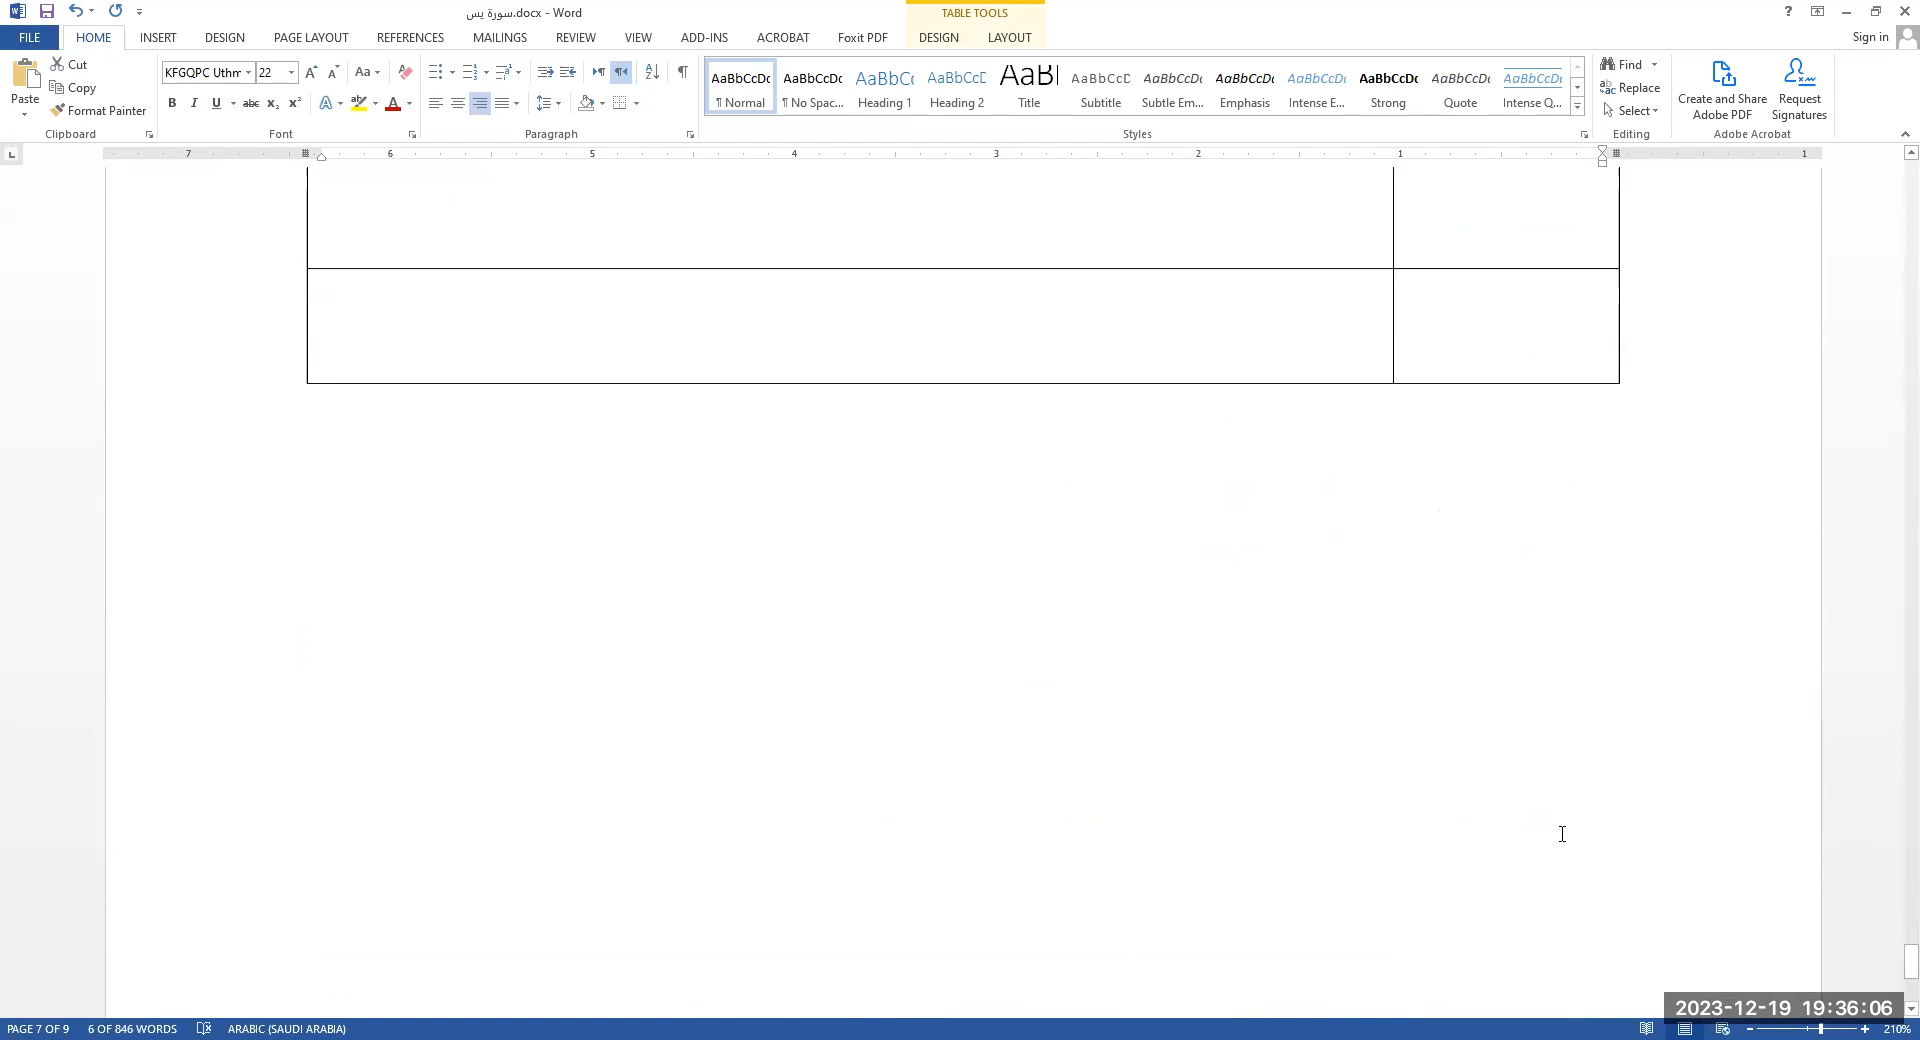 سورة يس.docx - Word
TABLE TOOLS
FILE HOME INSERT DESIGN PAGE LAYOUT REFERENCES MAILINGS REVIEW VIEW ADD-INS ACROBAT Foxit PDF DESIGN LAYOUT Sign in
Paste
Cut
Copy
Format Painter
Clipboard
KFGQPC Uthm 22
Font
Paragraph
AaBbCcDc AaBbCcDc AaBbCc AaBbCcD AaBl AaBbCcD AaBbCcDc AaBbCcDc AaBbCcDc AaBbCcDc AaBbCcDc AaBbCcDc
¶ Normal ¶ No Spac... Heading 1 Heading 2 Title Subtitle Subtle Em... Emphasis Intense E... Strong Quote Intense Q...
Styles
Find
Replace
Select
Editing
Create and Share Adobe PDF
Request Signatures
Adobe Acrobat
7 6 5 4 3 2 1 1
2023-12-19 19:36:06
PAGE 7 OF 9 6 OF 846 WORDS ARABIC (SAUDI ARABIA) 210%